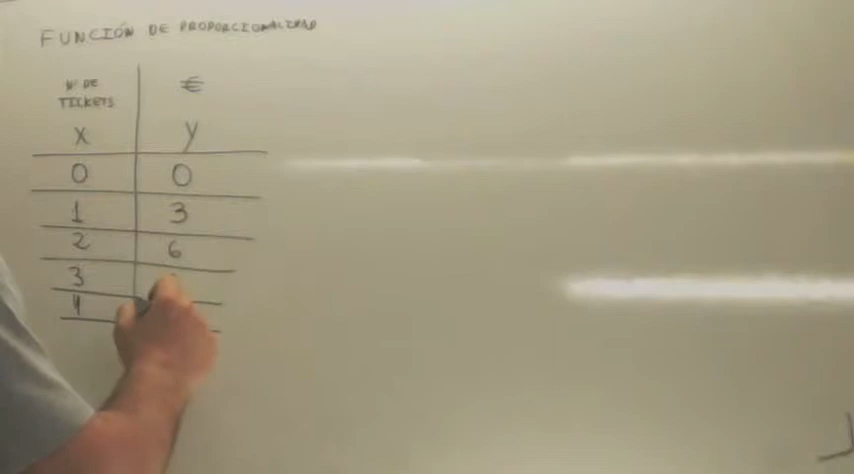 FUNCIÓN DE PROPORCIONALIDAD
Nº DE TICKETS €
X y
0 0
1 3
2 6
3
4